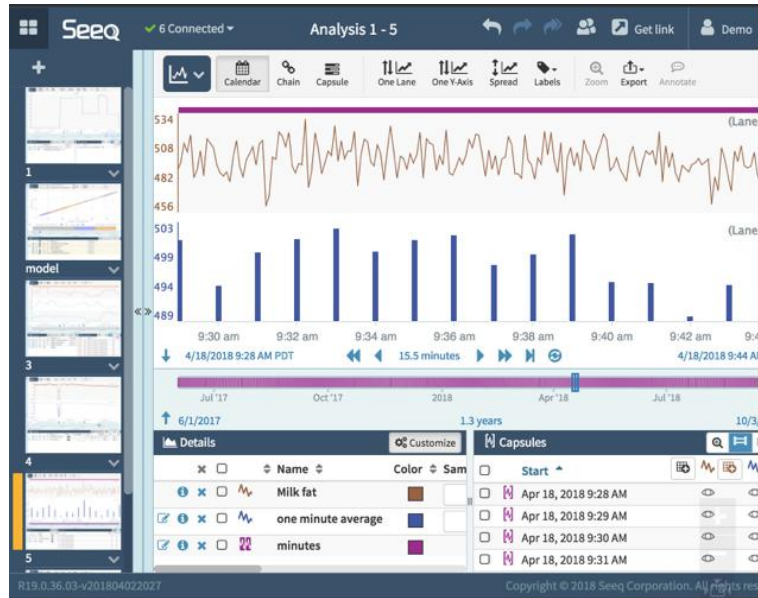 Seeq
6 Connected
Analysis 1 - 5
Get link
Demo
Calendar
Chain
Capsule
One Lane
One Y-Axis
Spread
Labels
Zoom
Export
Annotate
534
508
482
456
(Lane
503
499
494
489
(Lane
9:30 am 9:32 am 9:34 am 9:36 am 9:38 am 9:40 am 9:42 am 9:4
4/18/2018 9:28 AM PDT
15.5 minutes
4/18/2018 9:44 A
Jul '17 Oct '17 2018 Apr '18 Jul '18
6/1/2017
1.3 years
10/3/
1
model
3
4
5
Details
Customize
Name Color Sam
Milk fat
one minute average
minutes
Capsules
Start
Apr 18, 2018 9:28 AM
Apr 18, 2018 9:29 AM
Apr 18, 2018 9:30 AM
Apr 18, 2018 9:31 AM
R19.0.36.03-v201804022027
Copyright © 2018 Seeq Corporation. All rights res